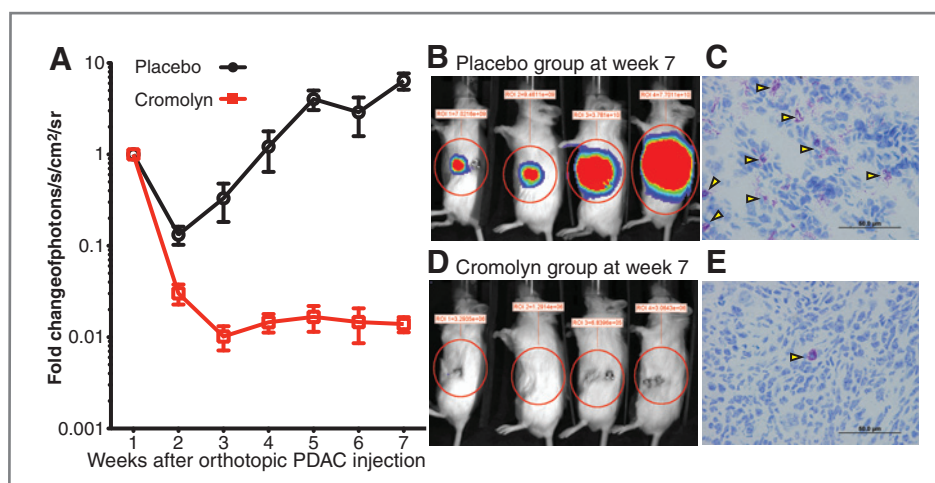 A
Fold changeofphotons/s/cm²/sr
10
1
0.1
0.01
0.001
Placebo
Cromolyn
1 2 3 4 5 6 7
Weeks after orthotopic PDAC injection
B Placebo group at week 7
C
D Cromolyn group at week 7
E